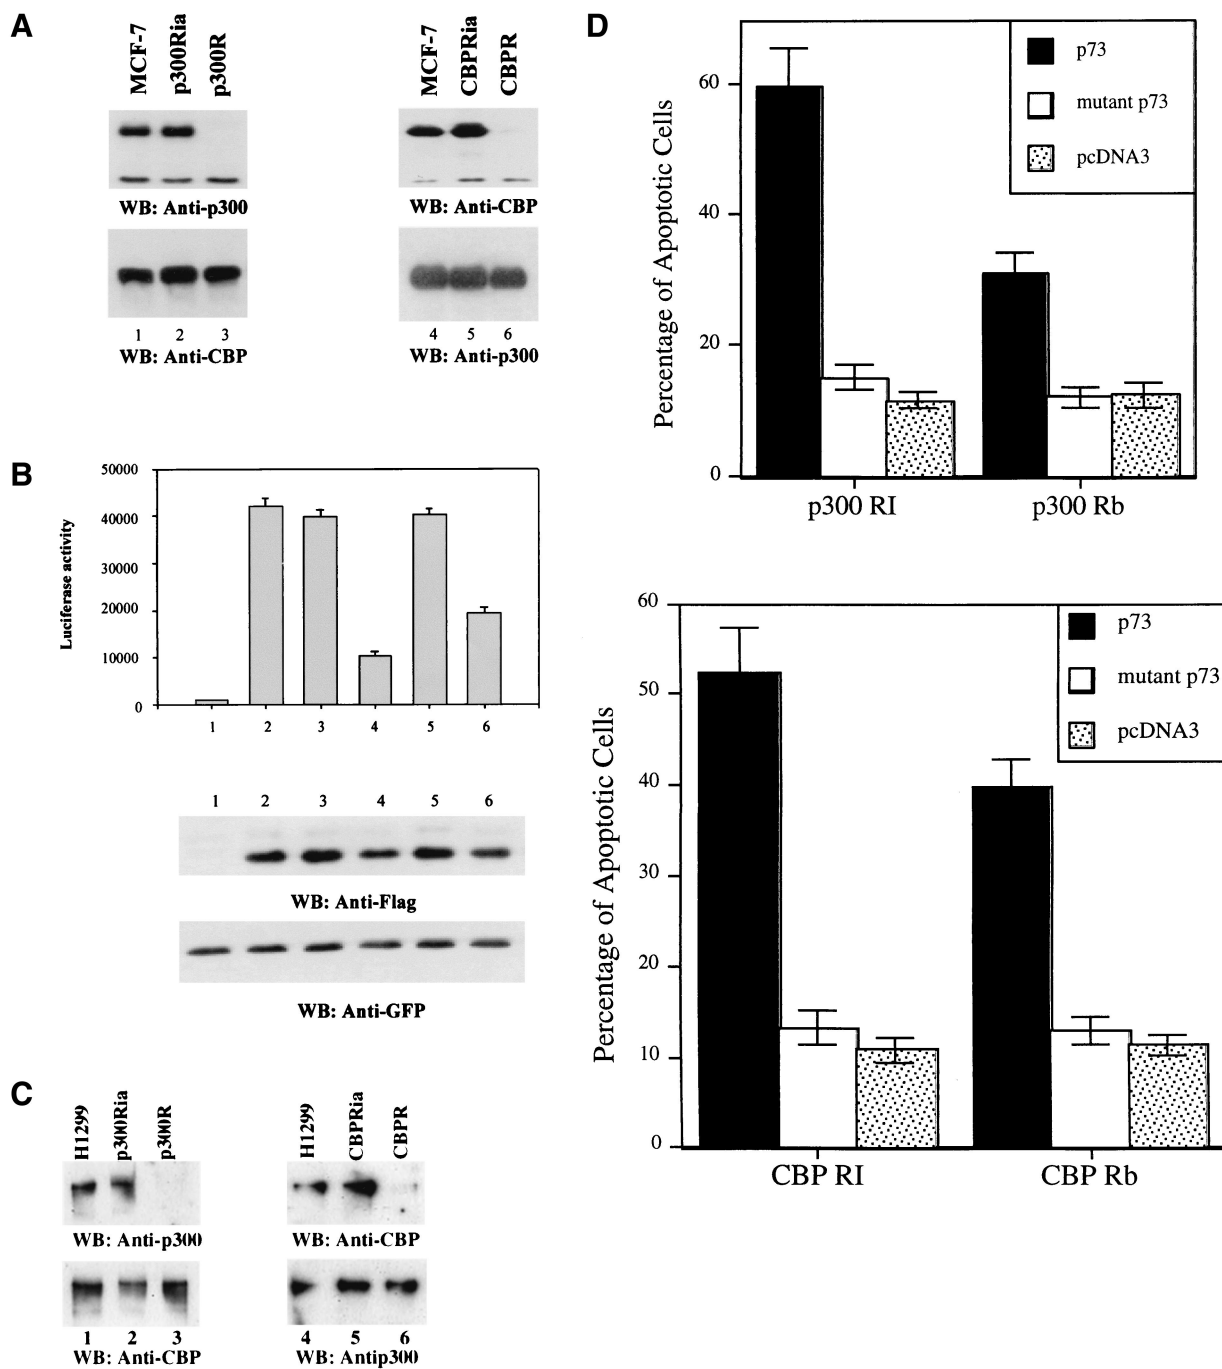 A
MCF-7
p300Ria
p300R
WB: Anti-p300
1 2 3
WB: Anti-CBP
MCF-7
CBPRia
CBPR
WB: Anti-CBP
4 5 6
WB: Anti-p300
B
Luciferase activity
50000
40000
30000
20000
10000
0
1 2 3 4 5 6
1 2 3 4 5 6
WB: Anti-Flag
WB: Anti-GFP
C
H1299
p300Ria
p300R
WB: Anti-p300
1 2 3
WB: Anti-CBP
H1299
CBPRia
CBPR
WB: Anti-CBP
4 5 6
WB: Antip300
D
Percentage of Apoptotic Cells
60
40
20
0
p73
mutant p73
pcDNA3
p300 RI p300 Rb
Percentage of Apoptotic Cells
60
50
40
30
20
10
0
p73
mutant p73
pcDNA3
CBP RI CBP Rb